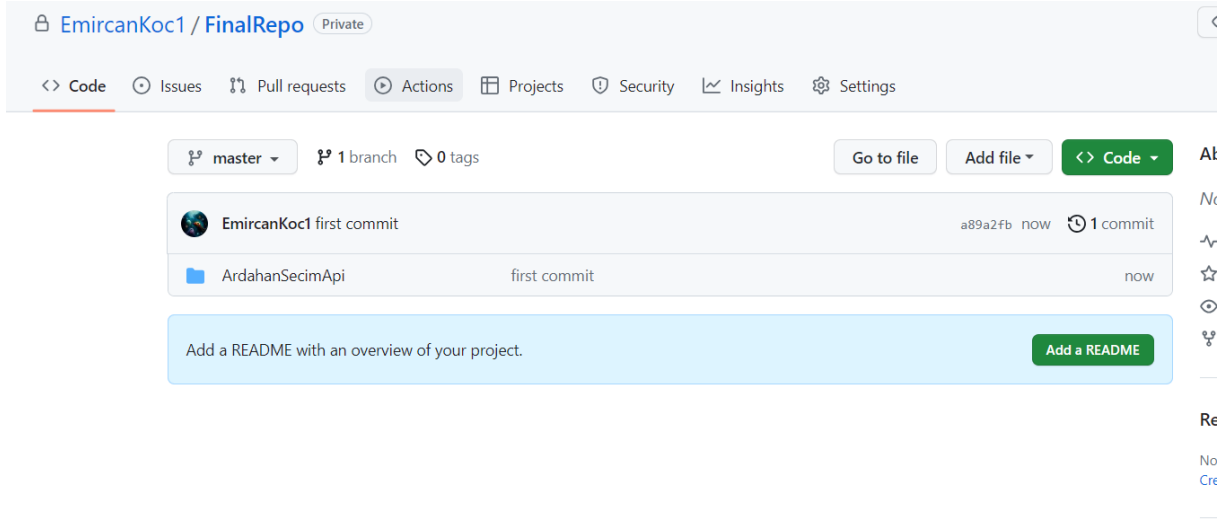 EmircanKoc1 / FinalRepo Private
Code Issues Pull requests Actions Projects Security Insights Settings
master 1 branch 0 tags Go to file Add file Code
EmircanKoc1 first commit a89a2fb now 1 commit
ArdahanSecimApi first commit now
Add a README with an overview of your project. Add a README